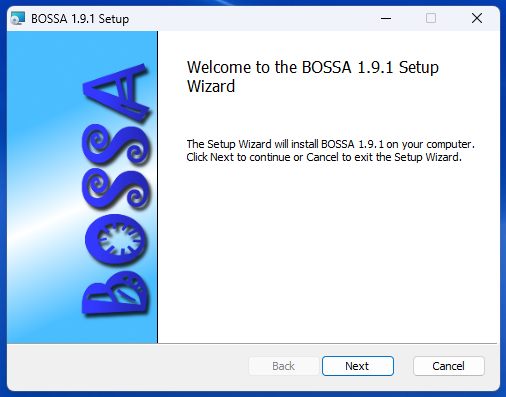 BOSSA 1.9.1 Setup
BOSSA
Welcome to the BOSSA 1.9.1 Setup
Wizard
The Setup Wizard will install BOSSA 1.9.1 on your computer.
Click Next to continue or Cancel to exit the Setup Wizard.
Back
Next
Cancel